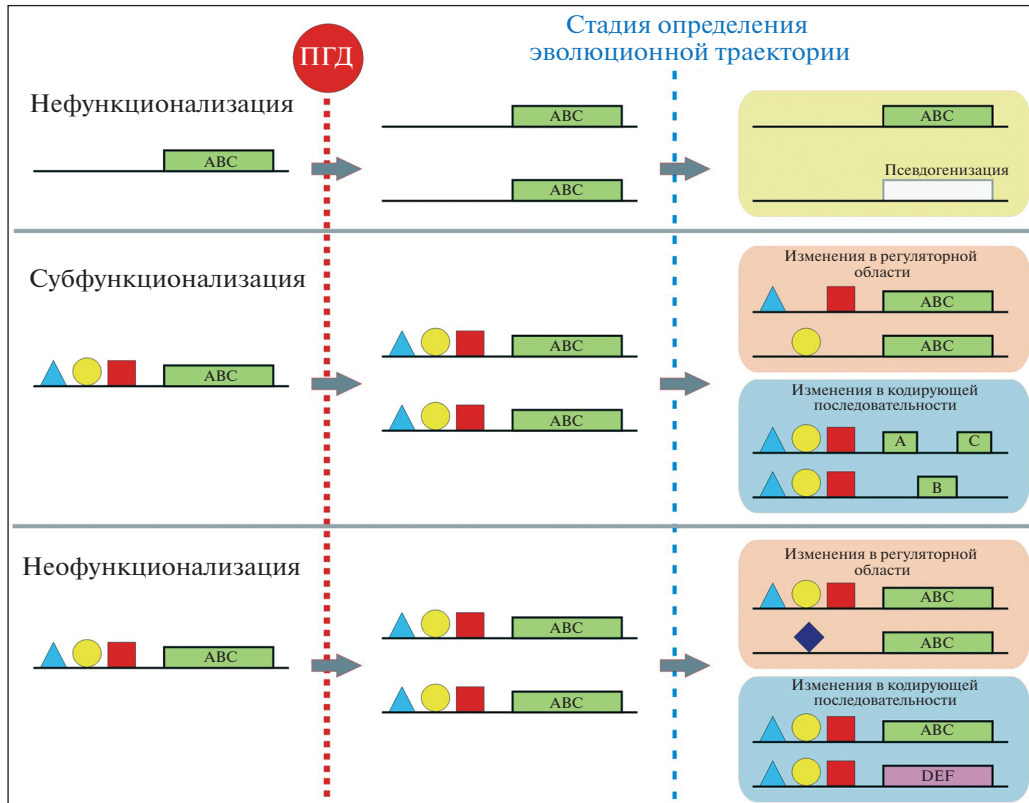 ПГД
Стадия определения
эволюционной траектории
Нефункционализация
ABC
ABC
ABC
ABC
Псевдогенизация
Субфункционализация
ABC
ABC
ABC
Изменения в регуляторной
области
ABC
ABC
Изменения в кодирующей
последовательности
A
C
B
Неофункционализация
ABC
ABC
ABC
Изменения в регуляторной
области
ABC
ABC
Изменения в кодирующей
последовательности
ABC
DEF